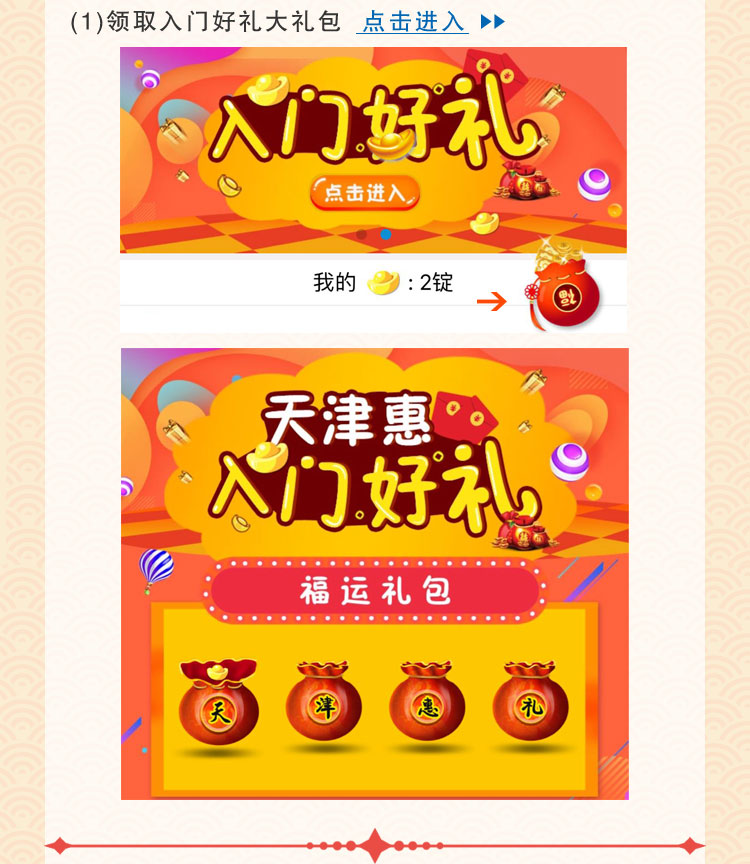 (1)领取入门好礼大礼包 点击进入
入门好礼
点击进入
我的 : 2锭
福
天津惠
入门好礼
福运礼包
天 津 惠 礼